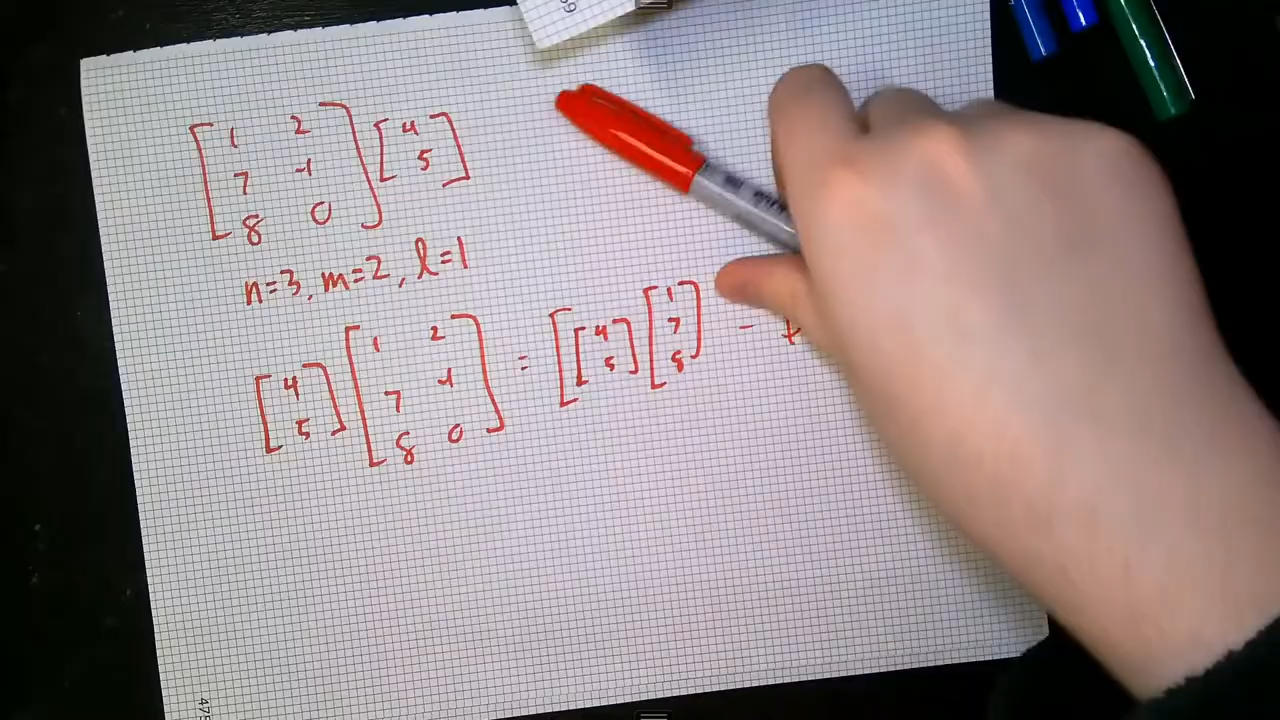 [1 2
7 -1
8 0] [4
5]
n=3, m=2, l=1
[4
5] [1 2
7 -1
8 0] = [[4
5] [1
7
8] -